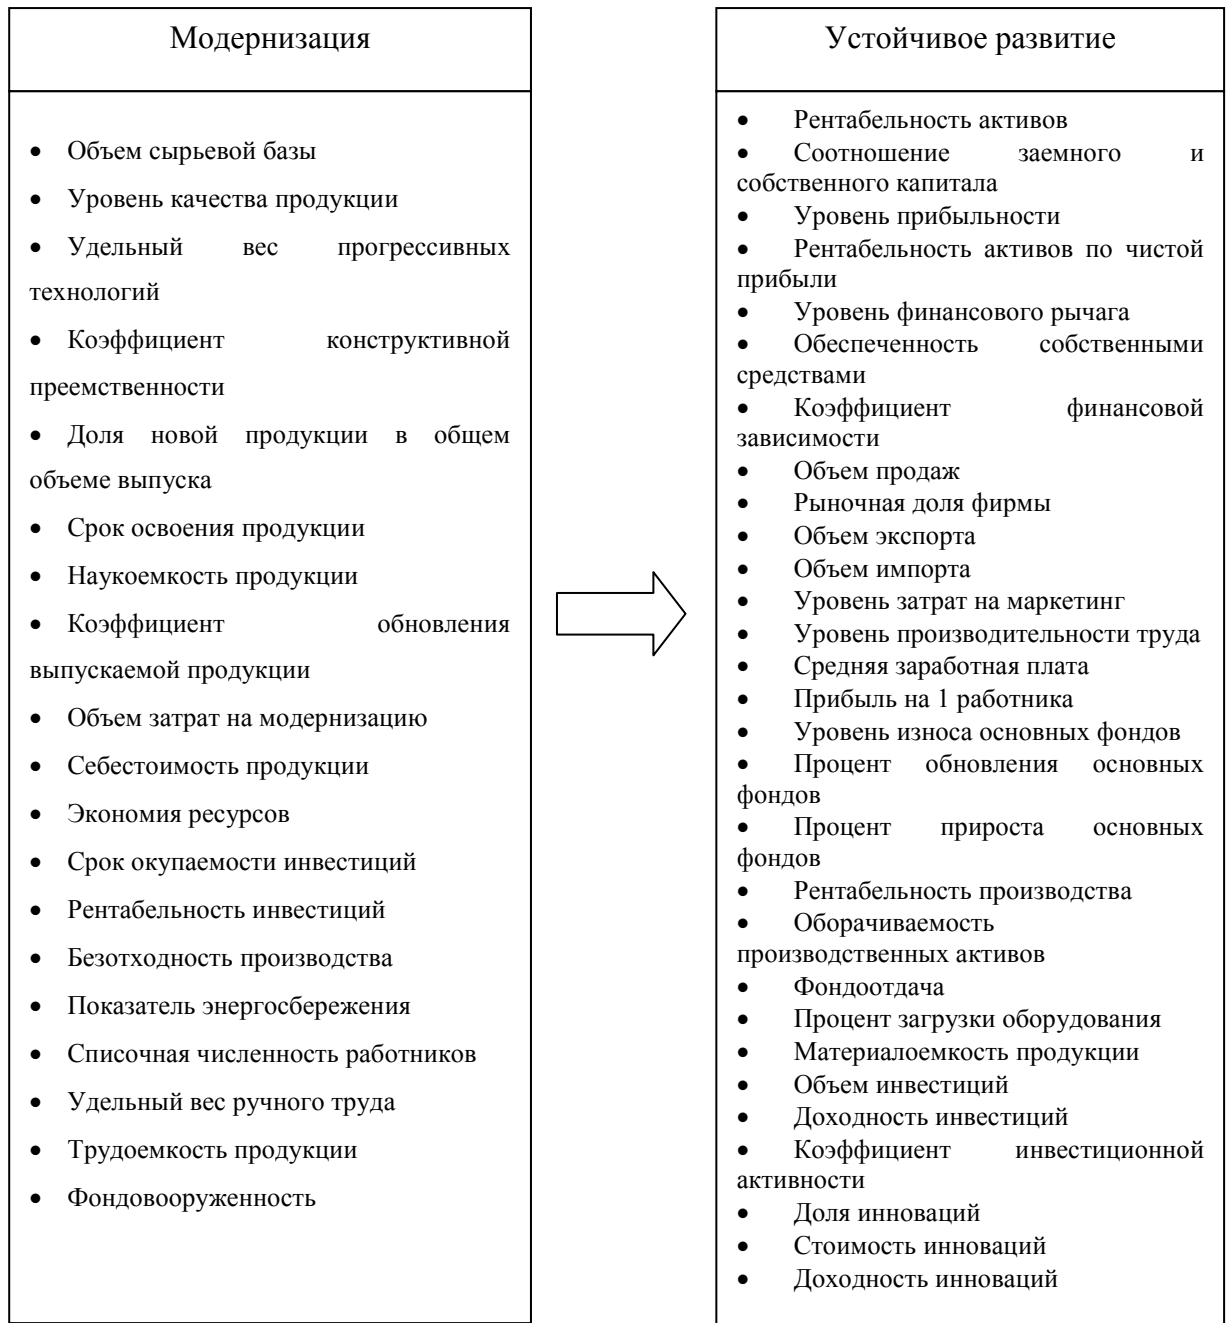 Модернизация
• Объем сырьевой базы
• Уровень качества продукции
• Удельный вес прогрессивных
технологий
• Коэффициент конструктивной
преемственности
• Доля новой продукции в общем
объеме выпуска
• Срок освоения продукции
• Наукоемкость продукции
• Коэффициент обновления
выпускаемой продукции
• Объем затрат на модернизацию
• Себестоимость продукции
• Экономия ресурсов
• Срок окупаемости инвестиций
• Рентабельность инвестиций
• Безотходность производства
• Показатель энергосбережения
• Списочная численность работников
• Удельный вес ручного труда
• Трудоемкость продукции
• Фондовооруженность
Устойчивое развитие
• Рентабельность активов
• Соотношение заемного и
собственного капитала
• Уровень прибыльности
• Рентабельность активов по чистой
прибыли
• Уровень финансового рычага
• Обеспеченность собственными
средствами
• Коэффициент финансовой
зависимости
• Объем продаж
• Рыночная доля фирмы
• Объем экспорта
• Объем импорта
• Уровень затрат на маркетинг
• Уровень производительности труда
• Средняя заработная плата
• Прибыль на 1 работника
• Уровень износа основных фондов
• Процент обновления основных
фондов
• Процент прироста основных
фондов
• Рентабельность производства
• Оборачиваемость
производственных активов
• Фондоотдача
• Процент загрузки оборудования
• Материалоемкость продукции
• Объем инвестиций
• Доходность инвестиций
• Коэффициент инвестиционной
активности
• Доля инноваций
• Стоимость инноваций
• Доходность инноваций